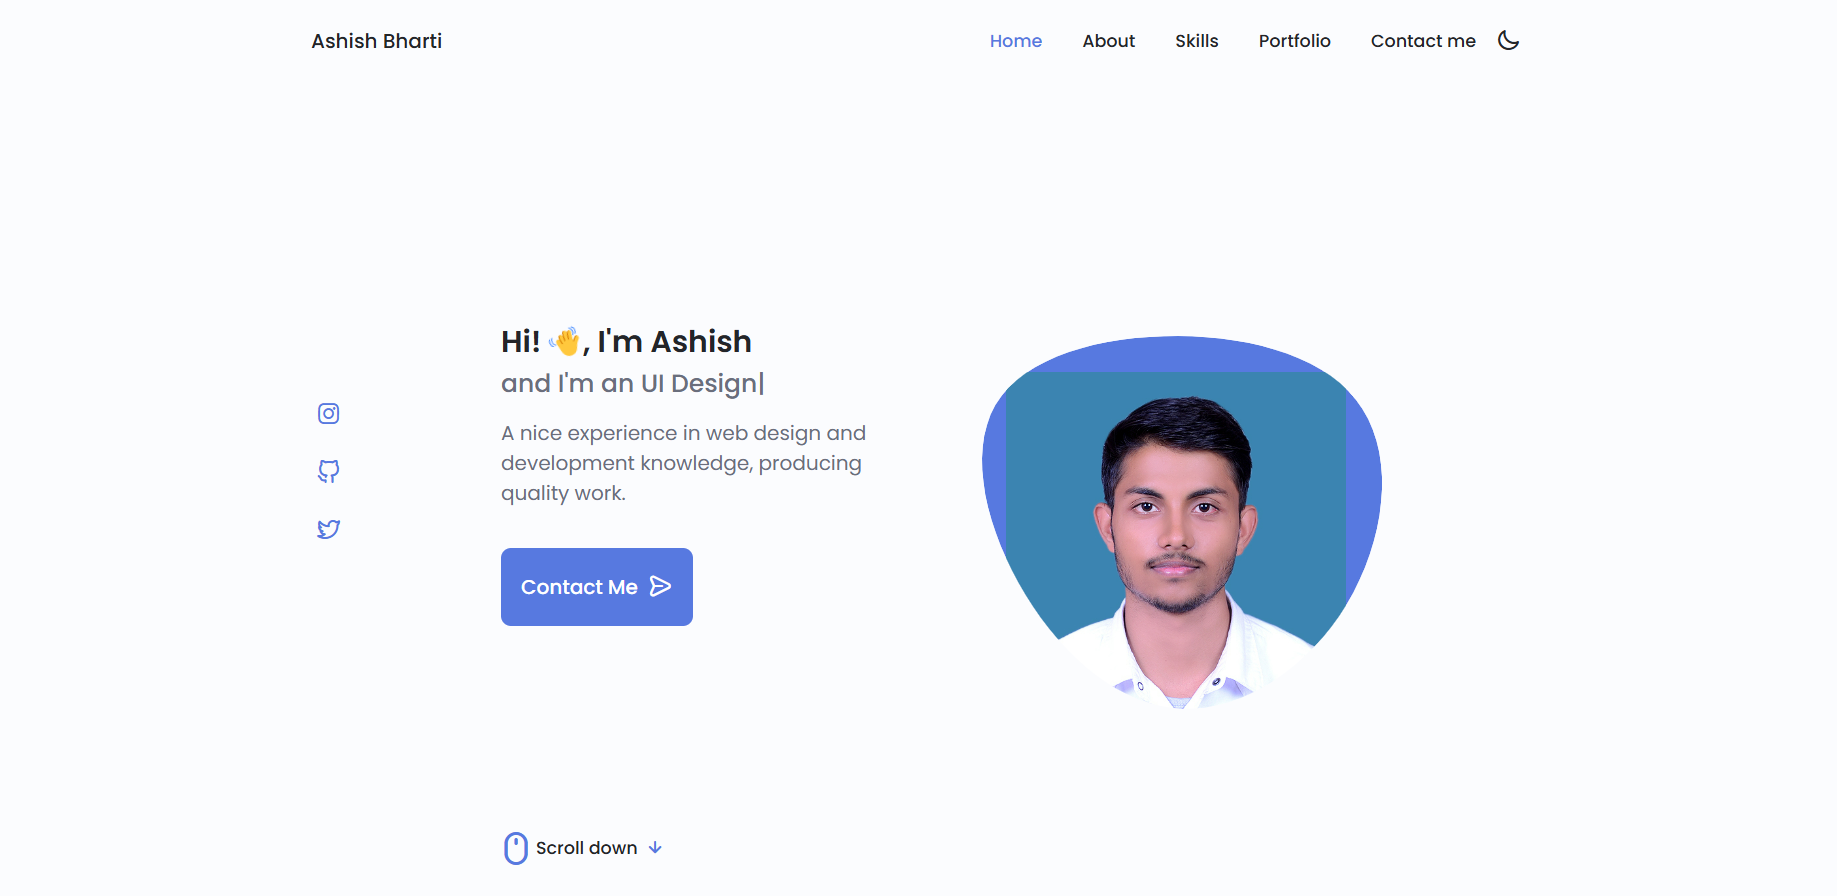 Ashish Bharti
Home About Skills Portfolio Contact me
Hi! 👋, I'm Ashish
and I'm an UI Design|
A nice experience in web design and
development knowledge, producing
quality work.
Contact Me
Scroll down